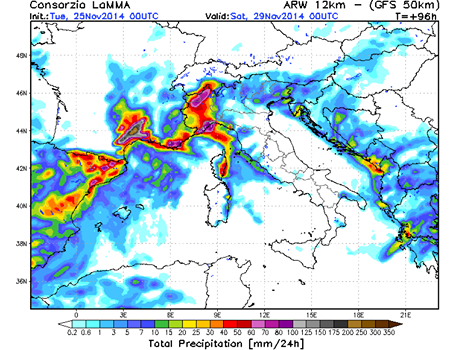 Consorzio LaMMA ARW 12km – (GFS 50km)
Init.:Tue, 25Nov2014 00UTC Valid:Sat, 29Nov2014 00UTC T=+96h
48N
46N
44N
42N
40N
38N
36N
0 3E 6E 9E 12E 15E 18E 21E
0.2 0.6 1 3 5 7 10 15 20 25 30 40 50 60 70 80 100 125 150 175 200 250 300 350
Total Precipitation [mm/24h]